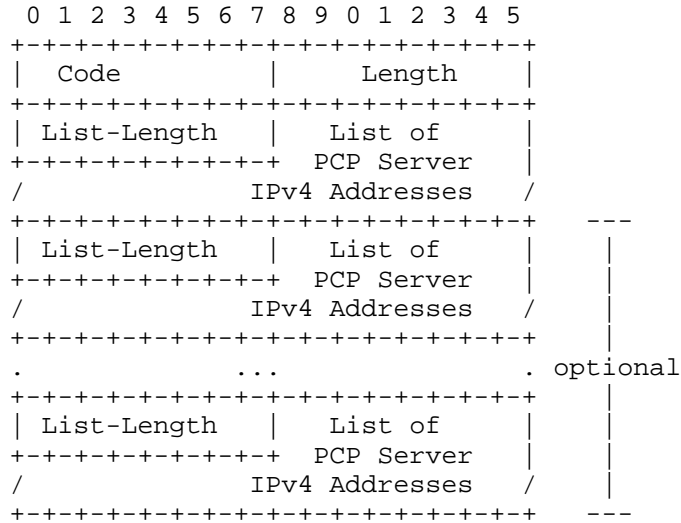 0 1 2 3 4 5 6 7 8 9 0 1 2 3 4 5
+-+-+-+-+-+-+-+-+-+-+-+-+-+-+-+-+
|  Code         |     Length    |
+-+-+-+-+-+-+-+-+-+-+-+-+-+-+-+-+
| List-Length   |   List of     |
+-+-+-+-+-+-+-+-+  PCP Server   |
/              IPv4 Addresses   /
+-+-+-+-+-+-+-+-+-+-+-+-+-+-+-+-+   ---
| List-Length   |   List of     |    |
+-+-+-+-+-+-+-+-+  PCP Server   |    |
/              IPv4 Addresses   /    |
+-+-+-+-+-+-+-+-+-+-+-+-+-+-+-+-+    |
.             ...               . optional
+-+-+-+-+-+-+-+-+-+-+-+-+-+-+-+-+    |
| List-Length   |   List of     |    |
+-+-+-+-+-+-+-+-+  PCP Server   |    |
/              IPv4 Addresses   /    |
+-+-+-+-+-+-+-+-+-+-+-+-+-+-+-+-+   ---